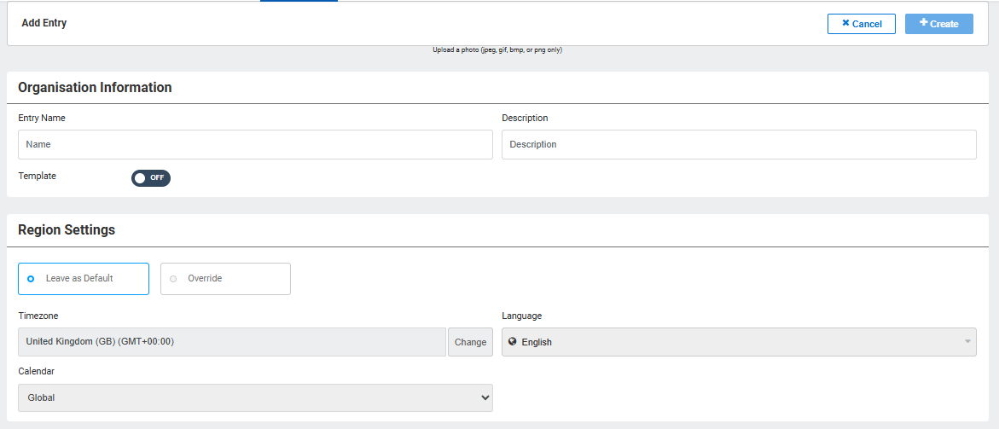 Add Entry
Cancel
Create
Upload a photo (jpeg, gif, bmp, or png only)
Organisation Information
Entry Name
Description
Name
Description
Template
OFF
Region Settings
Leave as Default
Override
Timezone
Language
United Kingdom (GB) (GMT+00:00)
Change
English
Calendar
Global